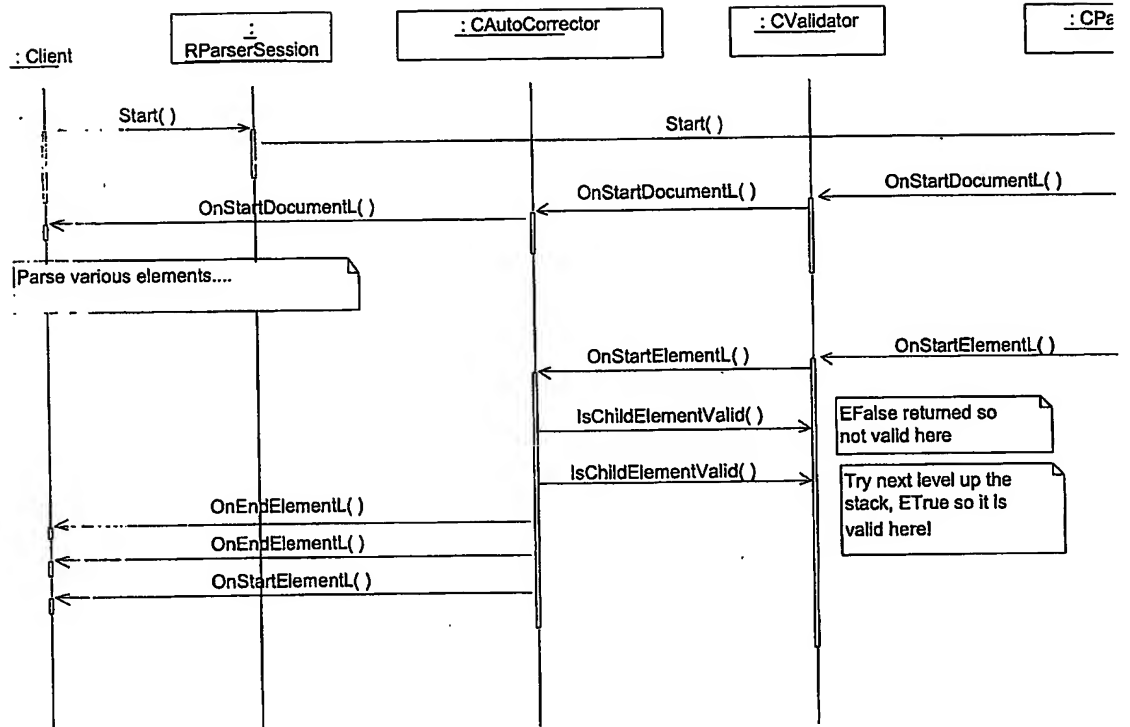 : Client
:
RParserSession
: CAutoCorrector
: CValidator
: CPa
Start( )
Start( )
OnStartDocumentL( )
OnStartDocumentL( )
OnStartDocumentL( )
Parse various elements....
OnStartElementL( )
OnStartElementL( )
IsChildElementValid( )
EFalse returned so
not valid here
IsChildElementValid( )
Try next level up the
stack, ETrue so it is
valid here!
OnEndElementL( )
OnEndElementL( )
OnStartElementL( )